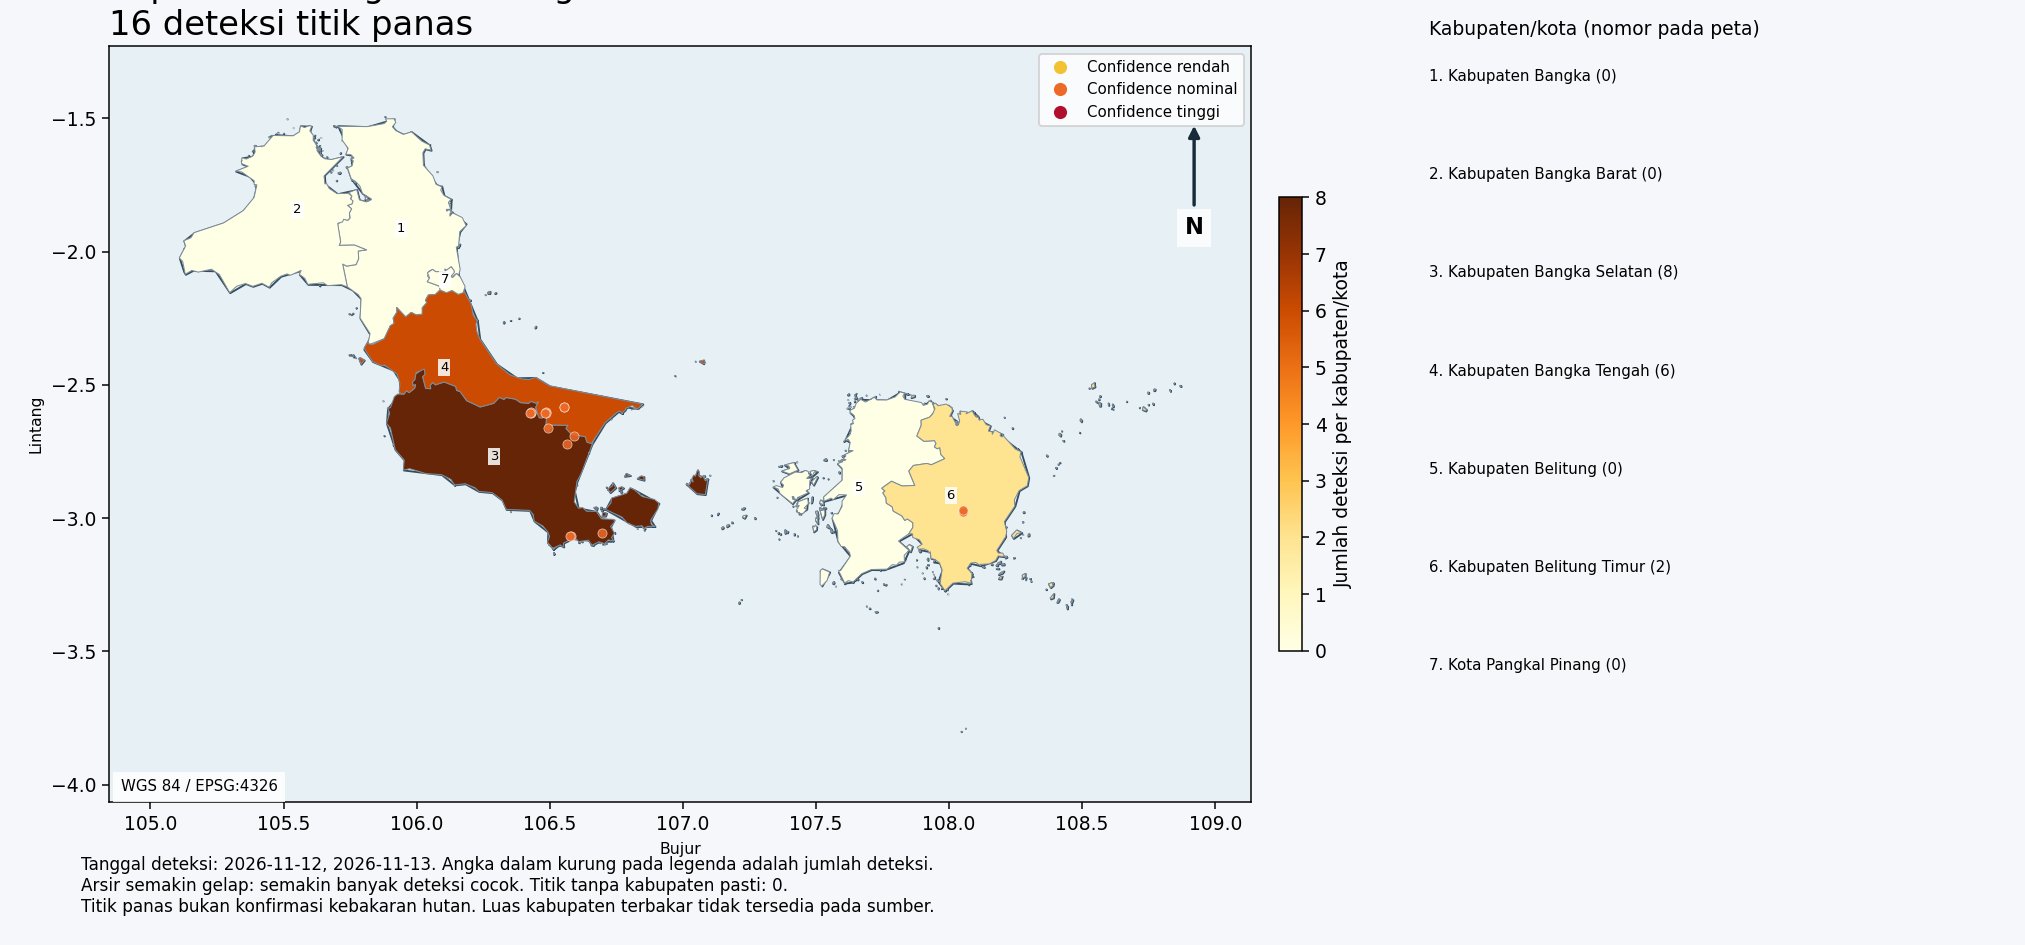 16 deteksi titik panas
Confidence rendah
Confidence nominal
Confidence tinggi
N
−1.5
−2.0
−2.5
−3.0
−3.5
−4.0
Lintang
2
1
7
4
3
5
6
WGS 84 / EPSG:4326
105.0 105.5 106.0 106.5 107.0 107.5 108.0 108.5 109.0
Bujur
8
7
6
5
4
3
2
1
0
Jumlah deteksi per kabupaten/kota
Kabupaten/kota (nomor pada peta)
1. Kabupaten Bangka (0)
2. Kabupaten Bangka Barat (0)
3. Kabupaten Bangka Selatan (8)
4. Kabupaten Bangka Tengah (6)
5. Kabupaten Belitung (0)
6. Kabupaten Belitung Timur (2)
7. Kota Pangkal Pinang (0)
Tanggal deteksi: 2026-11-12, 2026-11-13. Angka dalam kurung pada legenda adalah jumlah deteksi.
Arsir semakin gelap: semakin banyak deteksi cocok. Titik tanpa kabupaten pasti: 0.
Titik panas bukan konfirmasi kebakaran hutan. Luas kabupaten terbakar tidak tersedia pada sumber.